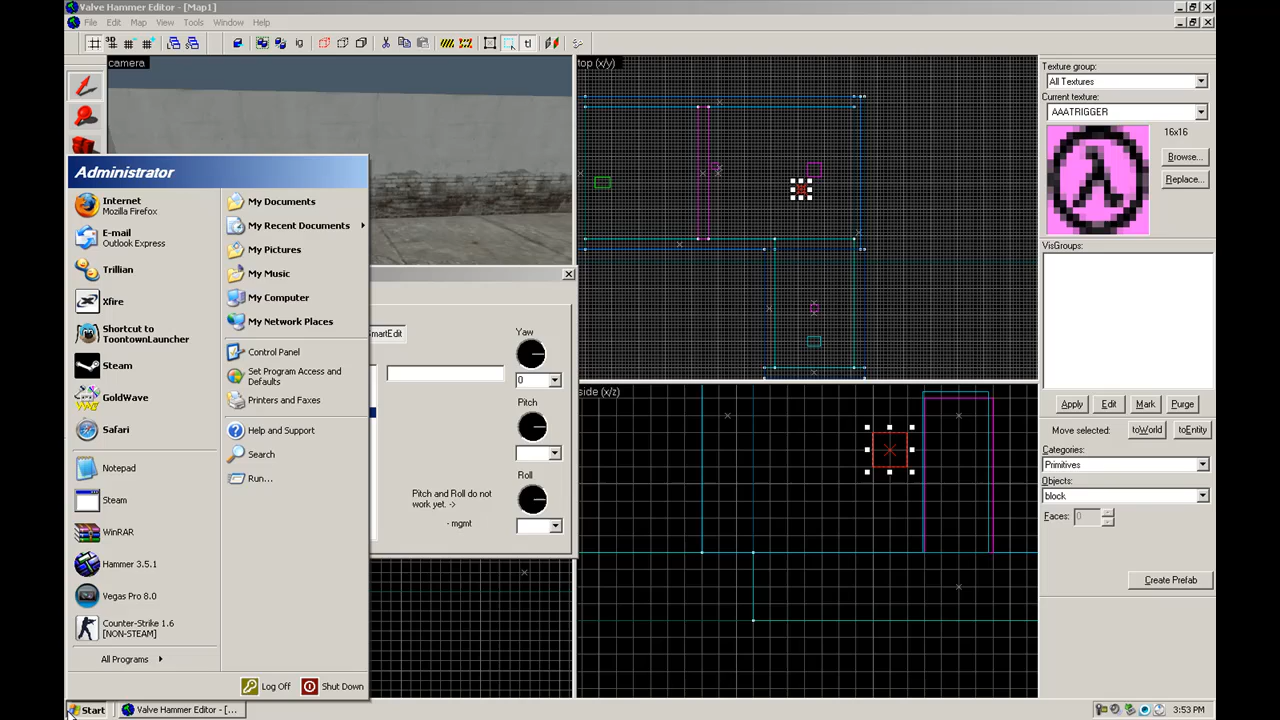 Valve Hammer Editor - [Map1]
File Edit Map View Tools Window Help
camera
top (x/y)
Texture group:
All Textures
Current texture:
AAATRIGGER
16x16
Browse...
Replace...
VisGroups:
Administrator
Internet
Mozilla Firefox
E-mail
Outlook Express
Trillian
Xfire
Shortcut to
ToontownLauncher
Steam
GoldWave
Safari
Notepad
Steam
WinRAR
Hammer 3.5.1
Vegas Pro 8.0
Counter-Strike 1.6
[NON-STEAM]
All Programs
My Documents
My Recent Documents
My Pictures
My Music
My Computer
My Network Places
Control Panel
Set Program Access and
Defaults
Printers and Faxes
Help and Support
Search
Run...
Log Off Shut Down
SmartEdit
Yaw
0
Pitch
Roll
Pitch and Roll do not
work yet. ->
- mgmt
side (x/z)
Apply Edit Mark Purge
Move selected: toWorld toEntity
Categories:
Primitives
Objects:
block
Faces: 0
Create Prefab
Start
Valve Hammer Editor - [...
3:53 PM